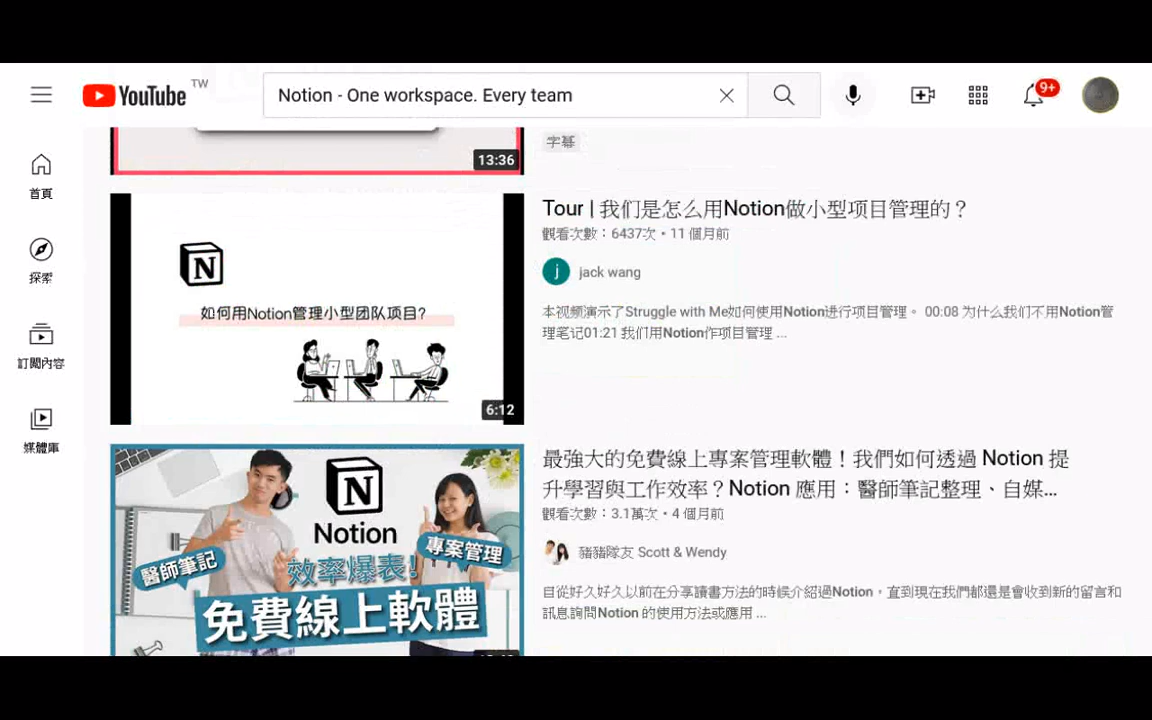 YouTube TW
Notion - One workspace. Every team
9+
首頁
探索
訂閱內容
媒體庫
13:36
字幕
N
如何用Notion管理小型团队项目?
6:12
Tour | 我们是怎么用Notion做小型项目管理的？
觀看次數：6437次・11 個月前
j jack wang
本视频演示了Struggle with Me如何使用Notion进行项目管理。 00:08 为什么我们不用Notion管
理笔记01:21 我们用Notion作项目管理 ...
N
Notion
醫師筆記
專案管理
效率爆表!
免費線上軟體
最強大的免費線上專案管理軟體！我們如何透過 Notion 提
升學習與工作效率？Notion 應用：醫師筆記整理、自媒...
觀看次數：3.1萬次・4 個月前
豬豬隊友 Scott & Wendy
自從好久好久以前在分享讀書方法的時候介紹過Notion，直到現在我們都還是會收到新的留言和
訊息詢問Notion 的使用方法或應用 ...